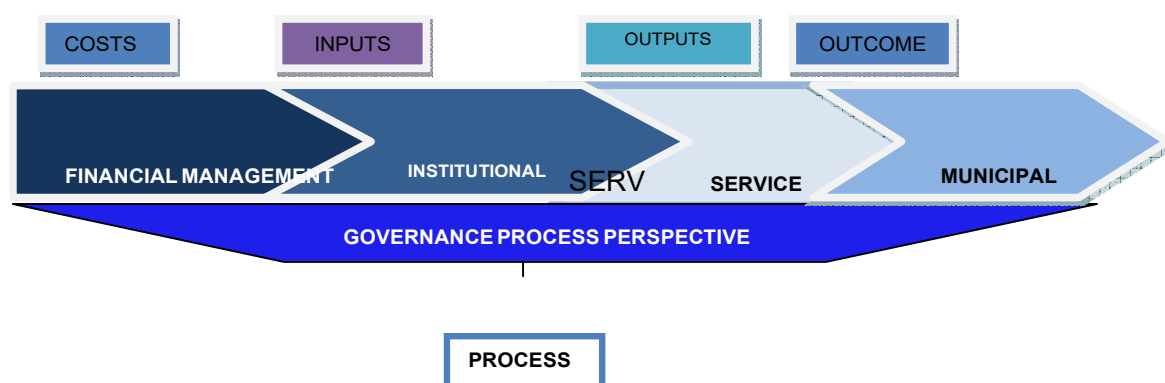 COSTS
INPUTS
OUTPUTS
OUTCOME
FINANCIAL MANAGEMENT
INSTITUTIONAL
SERV
SERVICE
MUNICIPAL
GOVERNANCE PROCESS PERSPECTIVE
PROCESS